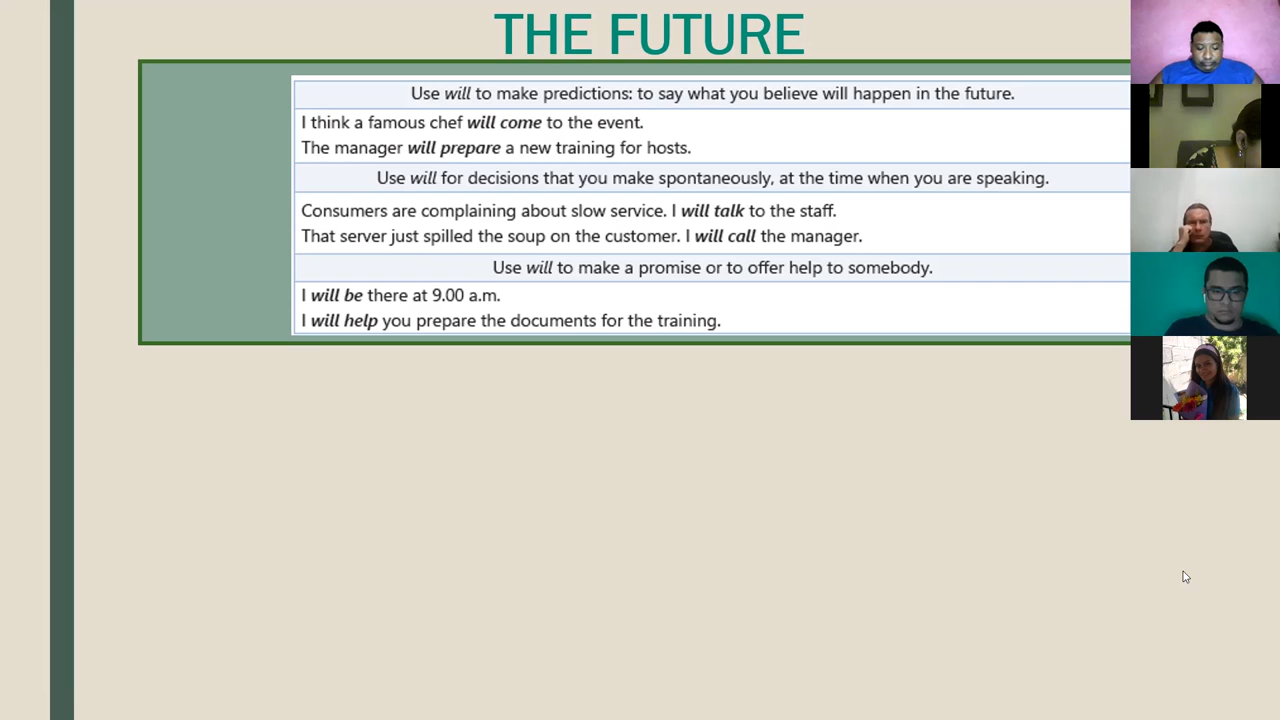 THE FUTURE
Use will to make predictions: to say what you believe will happen in the future.
I think a famous chef will come to the event.
The manager will prepare a new training for hosts.
Use will for decisions that you make spontaneously, at the time when you are speaking.
Consumers are complaining about slow service. I will talk to the staff.
That server just spilled the soup on the customer. I will call the manager.
Use will to make a promise or to offer help to somebody.
I will be there at 9.00 a.m.
I will help you prepare the documents for the training.